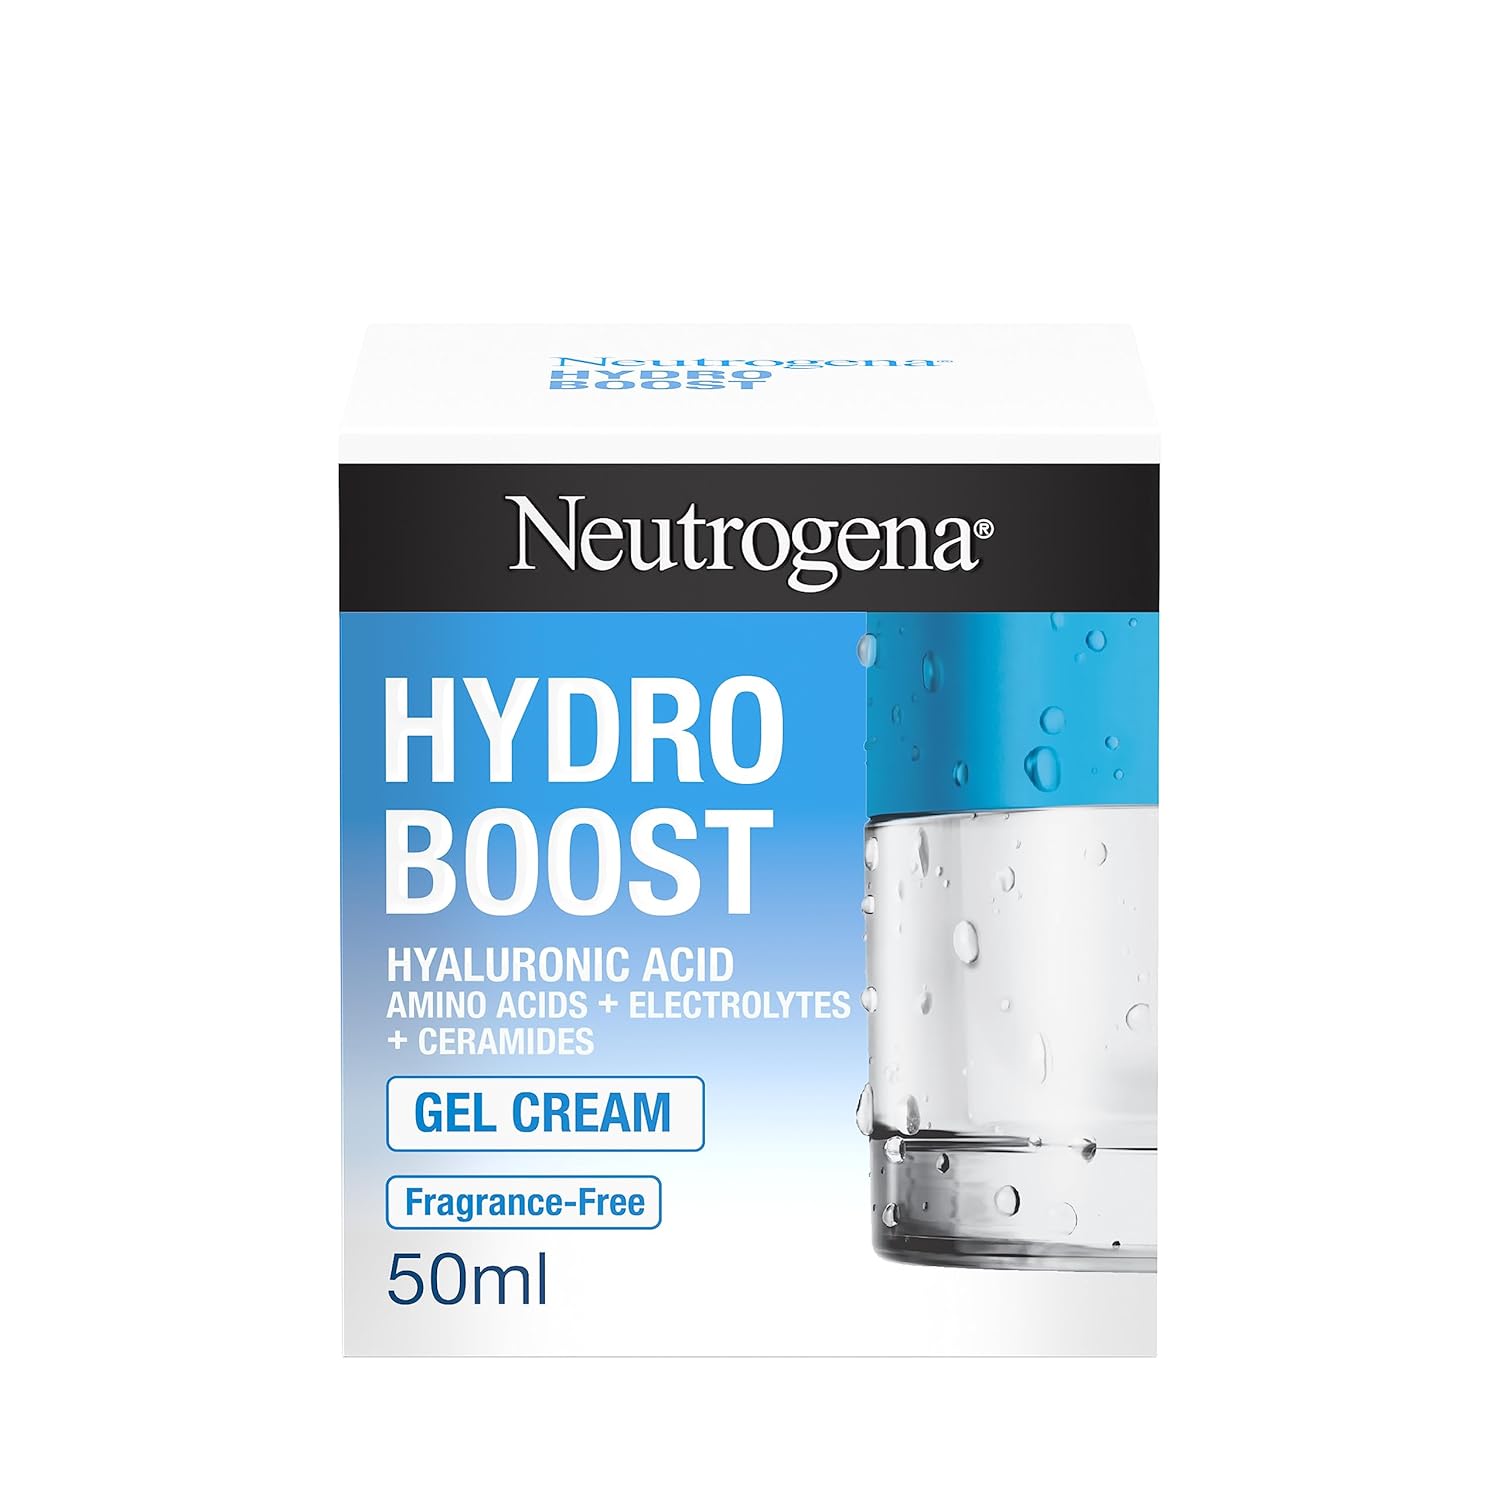 Neutrogena®
HYDRO
BOOST
Neutrogena®
HYDRO
BOOST
HYALURONIC ACID
AMINO ACIDS + ELECTROLYTES
+ CERAMIDES
GEL CREAM
Fragrance-Free
50ml